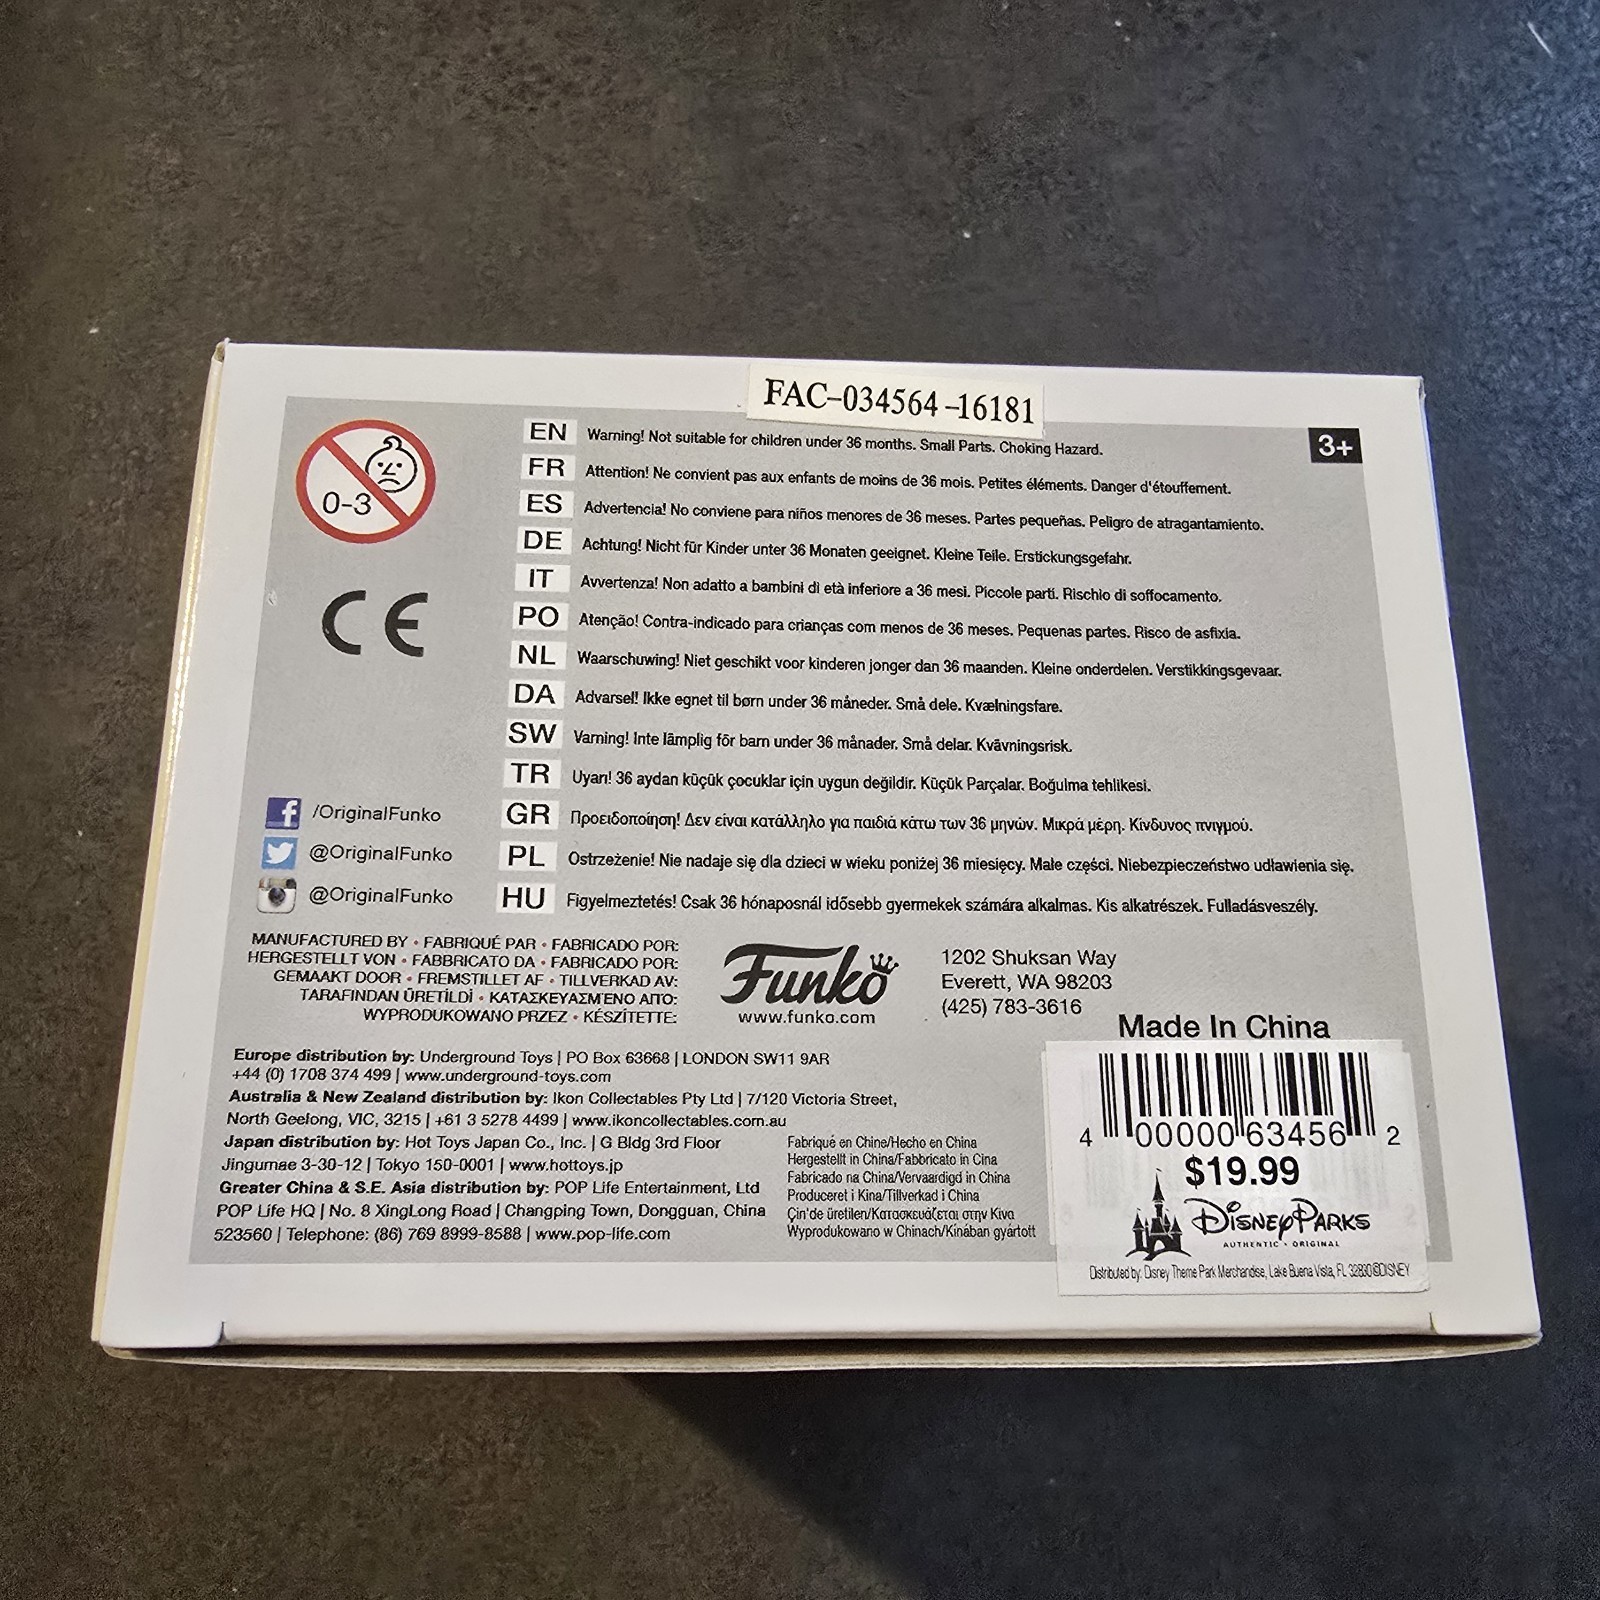 FAC-034564-16181
3+
0-3
CE
EN Warning! Not suitable for children under 36 months. Small Parts. Choking Hazard.
FR Attention! Ne convient pas aux enfants de moins de 36 mois. Petites éléments. Danger d'étouffement.
ES Advertencia! No conviene para niños menores de 36 meses. Partes pequeñas. Peligro de atragantamiento.
DE Achtung! Nicht für Kinder unter 36 Monaten geeignet. Kleine Teile. Erstickungsgefahr.
IT Avvertenza! Non adatto a bambini di età inferiore a 36 mesi. Piccole parti. Rischio di soffocamento.
PO Atenção! Contra-indicado para crianças com menos de 36 meses. Pequenas partes. Risco de asfixia.
NL Waarschuwing! Niet geschikt voor kinderen jonger dan 36 maanden. Kleine onderdelen. Verstikkingsgevaar.
DA Advarsel! Ikke egnet til børn under 36 måneder. Små dele. Kvælningsfare.
SW Varning! Inte lämplig för barn under 36 månader. Små delar. Kvävningsrisk.
TR Uyarı! 36 aydan küçük çocuklar için uygun değildir. Küçük Parçalar. Boğulma tehlikesi.
GR Προειδοποίηση! Δεν είναι κατάλληλο για παιδιά κάτω των 36 μηνών. Μικρά μέρη. Κίνδυνος πνιγμού.
PL Ostrzeżenie! Nie nadaje się dla dzieci w wieku poniżej 36 miesięcy. Małe części. Niebezpieczeństwo udławienia się.
HU Figyelmeztetés! Csak 36 hónaposnál idősebb gyermekek számára alkalmas. Kis alkatrészek. Fulladásveszély.
/OriginalFunko
@OriginalFunko
@OriginalFunko
MANUFACTURED BY • FABRIQUÉ PAR • FABRICADO POR:
HERGESTELLT VON • FABBRICATO DA • FABRICADO POR:
GEMAAKT DOOR • FREMSTILLET AF • TILLVERKAD AV:
TARAFINDAN ÜRETİLDİ • ΚΑΤΑΣΚΕΥΑΣΜ'ΕΝΟ ΑΠΟ:
WYPRODUKOWANO PRZEZ • KÉSZÍTETTE:
Funko
www.funko.com
1202 Shuksan Way
Everett, WA 98203
(425) 783-3616
Made In China
Europe distribution by: Underground Toys | PO Box 63668 | LONDON SW11 9AR
+44 (0) 1708 374 499 | www.underground-toys.com
Australia & New Zealand distribution by: Ikon Collectables Pty Ltd | 7/120 Victoria Street,
North Geelong, VIC, 3215 | +61 3 5278 4499 | www.ikoncollectables.com.au
Japan distribution by: Hot Toys Japan Co., Inc. | G Bldg 3rd Floor
Jingumae 3-30-12 | Tokyo 150-0001 | www.hottoys.jp
Greater China & S.E. Asia distribution by: POP Life Entertainment, Ltd
POP Life HQ | No. 8 XingLong Road | Changping Town, Dongguan, China
523560 | Telephone: (86) 769 8999-8588 | www.pop-life.com
Fabriqué en Chine/Hecho en China
Hergestellt in China/Fabbricato in Cina
Fabricado na China/Vervaardigd in China
Produceret i Kina/Tillverkad i China
Çin'de üretilen/Κατασκευάζεται στην Κίνα
Wyprodukowano w Chinach/Kínában gyártott
4 00000 63456 2
$19.99
Disney Parks
AUTHENTIC • ORIGINAL
Distributed by: Disney Theme Park Merchandise, Lake Buena Vista, FL 32830 ©DISNEY